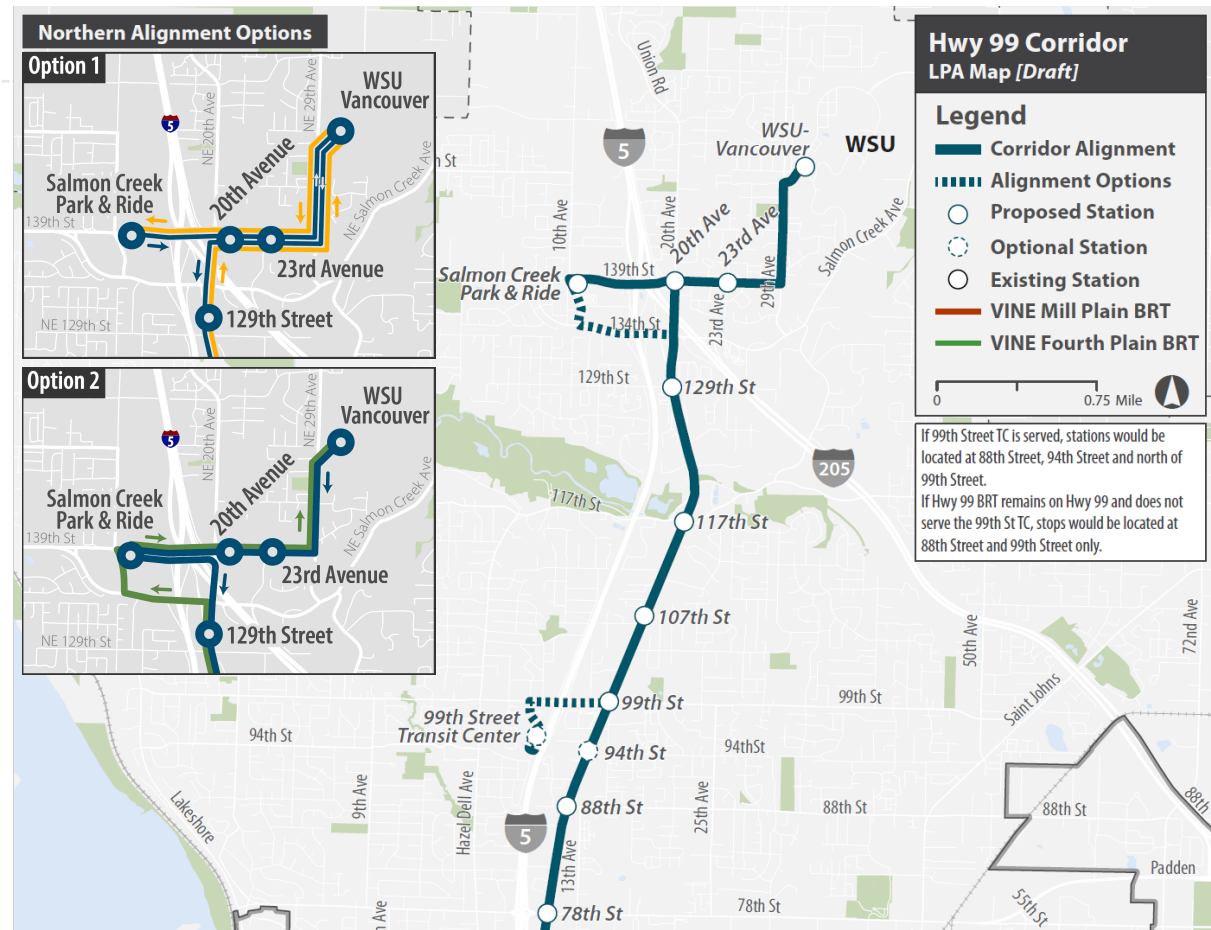 Northern Alignment Options
Option 1
WSU
Vancouver
NE 29th Ave
NE 20th Ave
5
20th Avenue
Salmon Creek
Park & Ride
139th St
NE Salmon Creek Ave
23rd Avenue
129th Street
NE 129th St
Option 2
WSU
Vancouver
NE 29th Ave
NE 20th Ave
5
20th Avenue
Salmon Creek
Park & Ride
139th St
NE Salmon Creek Ave
23rd Avenue
129th Street
NE 129th St
Hwy 99 Corridor
LPA Map [Draft]
Legend
Corridor Alignment
Alignment Options
Proposed Station
Optional Station
Existing Station
VINE Mill Plain BRT
VINE Fourth Plain BRT
0
0.75 Mile
If 99th Street TC is served, stations would be
located at 88th Street, 94th Street and north of
99th Street.
If Hwy 99 BRT remains on Hwy 99 and does not
serve the 99th St TC, stops would be located at
88th Street and 99th Street only.
Union Rd
5
WSU-
Vancouver
WSU
h St
10th Ave
20th Ave
20th Ave
23rd Ave
29th Ave
Salmon Creek Ave
Salmon Creek
Park & Ride
139th St
134th St
23rd Ave
129th St
129th St
205
117th St
117th St
107th St
50th Ave
72nd Ave
99th St
99th St
Saint Johns
99th Street
Transit Center
94th St
94th St
94thSt
9th Ave
Hazel Dell Ave
Lakeshore
88th St
25th Ave
88th St
88th St
88th
5
13th Ave
Padden
55th St
78th St
78th St
n Ave